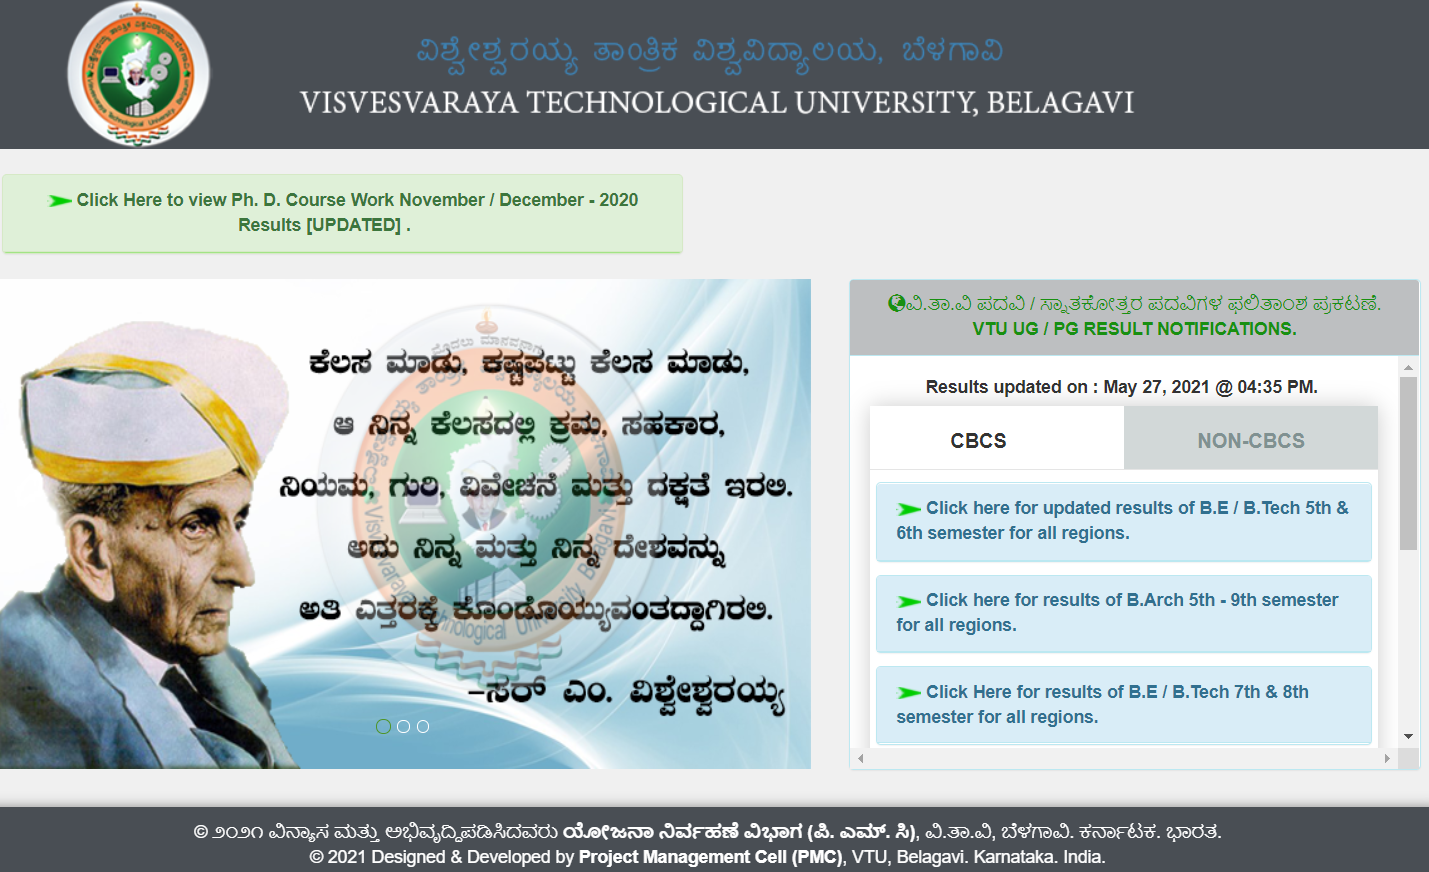 ವಿಶ್ವೇಶ್ವರಯ್ಯ ತಾಂತ್ರಿಕ ವಿಶ್ವವಿದ್ಯಾಲಯ, ಬೆಳಗಾವಿ
VISVESVARAYA TECHNOLOGICAL UNIVERSITY, BELAGAVI
Click Here to view Ph. D. Course Work November / December - 2020
Results [UPDATED] .
ಕೆಲಸ ಮಾಡು, ಕಷ್ಟಪಟ್ಟು ಕೆಲಸ ಮಾಡು,
ಆ ನಿನ್ನ ಕೆಲಸದಲ್ಲಿ ಕ್ರಮ, ಸಹಕಾರ,
ನಿಯಮ, ಗುರಿ, ವಿವೇಚನೆ ಮತ್ತು ದಕ್ಷತೆ ಇರಲಿ.
ಅದು ನಿನ್ನ ಮತ್ತು ನಿನ್ನ ದೇಶವನ್ನು
ಅತಿ ಎತ್ತರಕ್ಕೆ ಕೊಂಡೊಯ್ಯುವಂತದ್ದಾಗಿರಲಿ.
–ಸರ್ ಎಂ. ವಿಶ್ವೇಶ್ವರಯ್ಯ
ವಿ.ತಾ.ವಿ ಪದವಿ / ಸ್ನಾತಕೋತ್ತರ ಪದವಿಗಳ ಫಲಿತಾಂಶ ಪ್ರಕಟಣೆ.
VTU UG / PG RESULT NOTIFICATIONS.
Results updated on : May 27, 2021 @ 04:35 PM.
CBCS NON-CBCS
Click here for updated results of B.E / B.Tech 5th &
6th semester for all regions.
Click here for results of B.Arch 5th - 9th semester
for all regions.
Click Here for results of B.E / B.Tech 7th & 8th
semester for all regions.
© ೨೦೨೧ ವಿನ್ಯಾಸ ಮತ್ತು ಅಭಿವೃದ್ಧಿಪಡಿಸಿದವರು ಯೋಜನಾ ನಿರ್ವಹಣೆ ವಿಭಾಗ (ಪಿ. ಎಮ್. ಸಿ), ವಿ.ತಾ.ವಿ, ಬೆಳಗಾವಿ. ಕರ್ನಾಟಕ. ಭಾರತ.
© 2021 Designed & Developed by Project Management Cell (PMC), VTU, Belagavi. Karnataka. India.